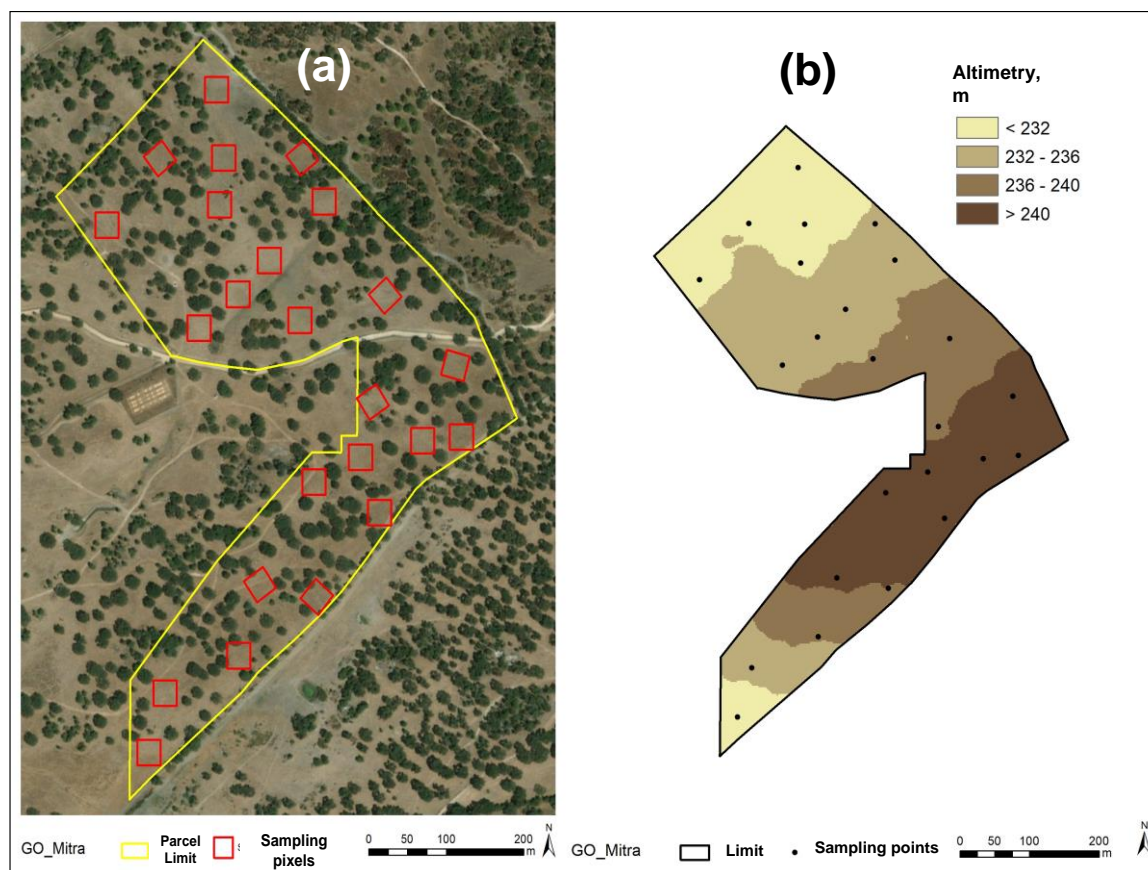 (a)
(b)
Altimetry,
m
< 232
232 - 236
236 - 240
> 240
GO_Mitra
Parcel
Limit
Sampling
pixels
0 50 100 200
m
N
GO_Mitra
Limit
Sampling points
0 50 100 200
m
N